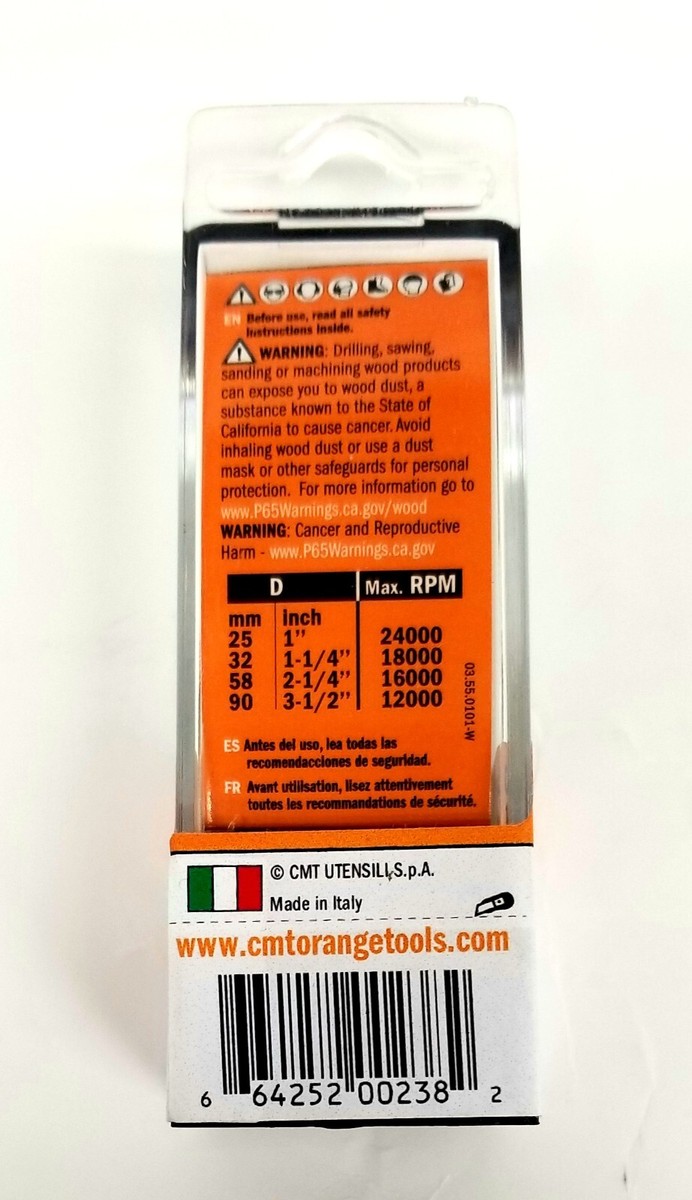 EN Before use, read all safety
instructions inside.
WARNING: Drilling, sawing,
sanding or machining wood products
can expose you to wood dust, a
substance known to the State of
California to cause cancer. Avoid
inhaling wood dust or use a dust
mask or other safeguards for personal
protection. For more information go to
www.P65Warnings.ca.gov/wood
WARNING: Cancer and Reproductive
Harm - www.P65Warnings.ca.gov
D Max. RPM
mm inch
25 1" 24000
32 1-1/4" 18000
58 2-1/4" 16000
90 3-1/2" 12000
03.55.0101-W
ES Antes del uso, lea todas las
recomendacciones de seguridad.
FR Avant utilisation, lisez attentivement
toutes les recommandations de sécurité.
© CMT UTENSILI S.p.A.
Made in Italy
www.cmtorangetools.com
6 64252 00238 2